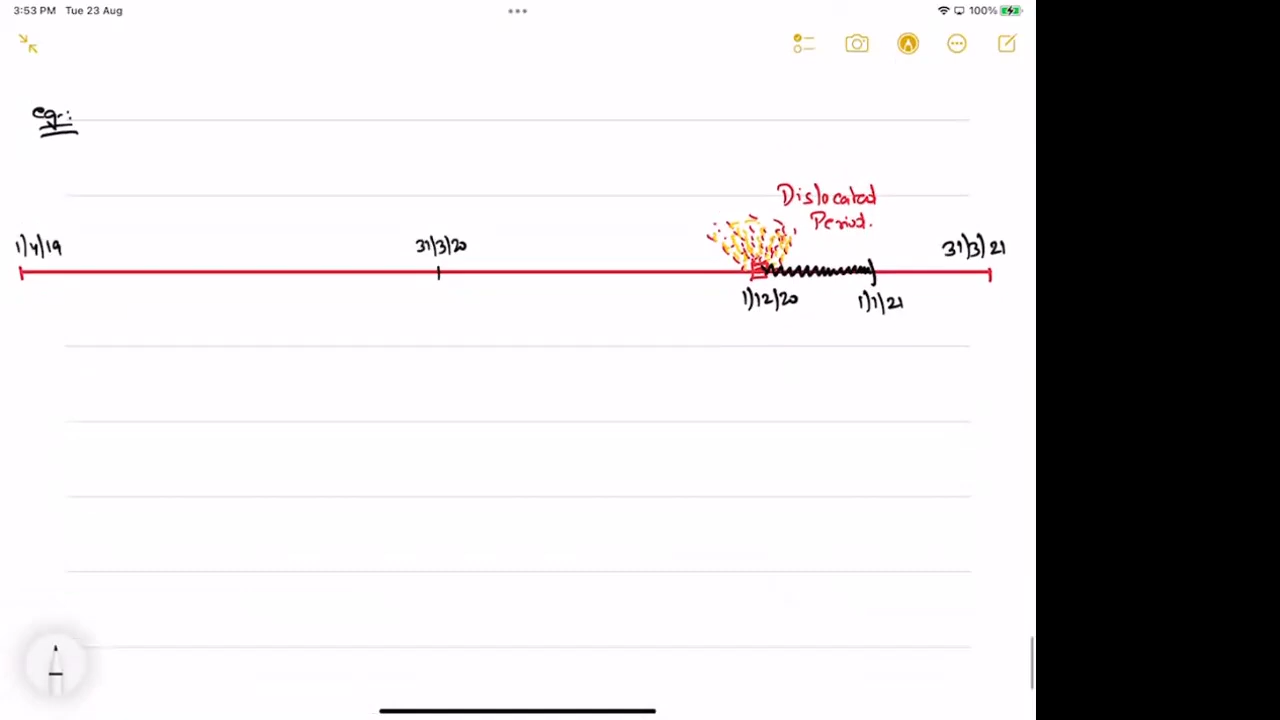 3:53 PM Tue 23 Aug
100%
eg:
Dislocated
Period.
1/4/19
31/3/20
31/3/21
1/12/20
1/1/21